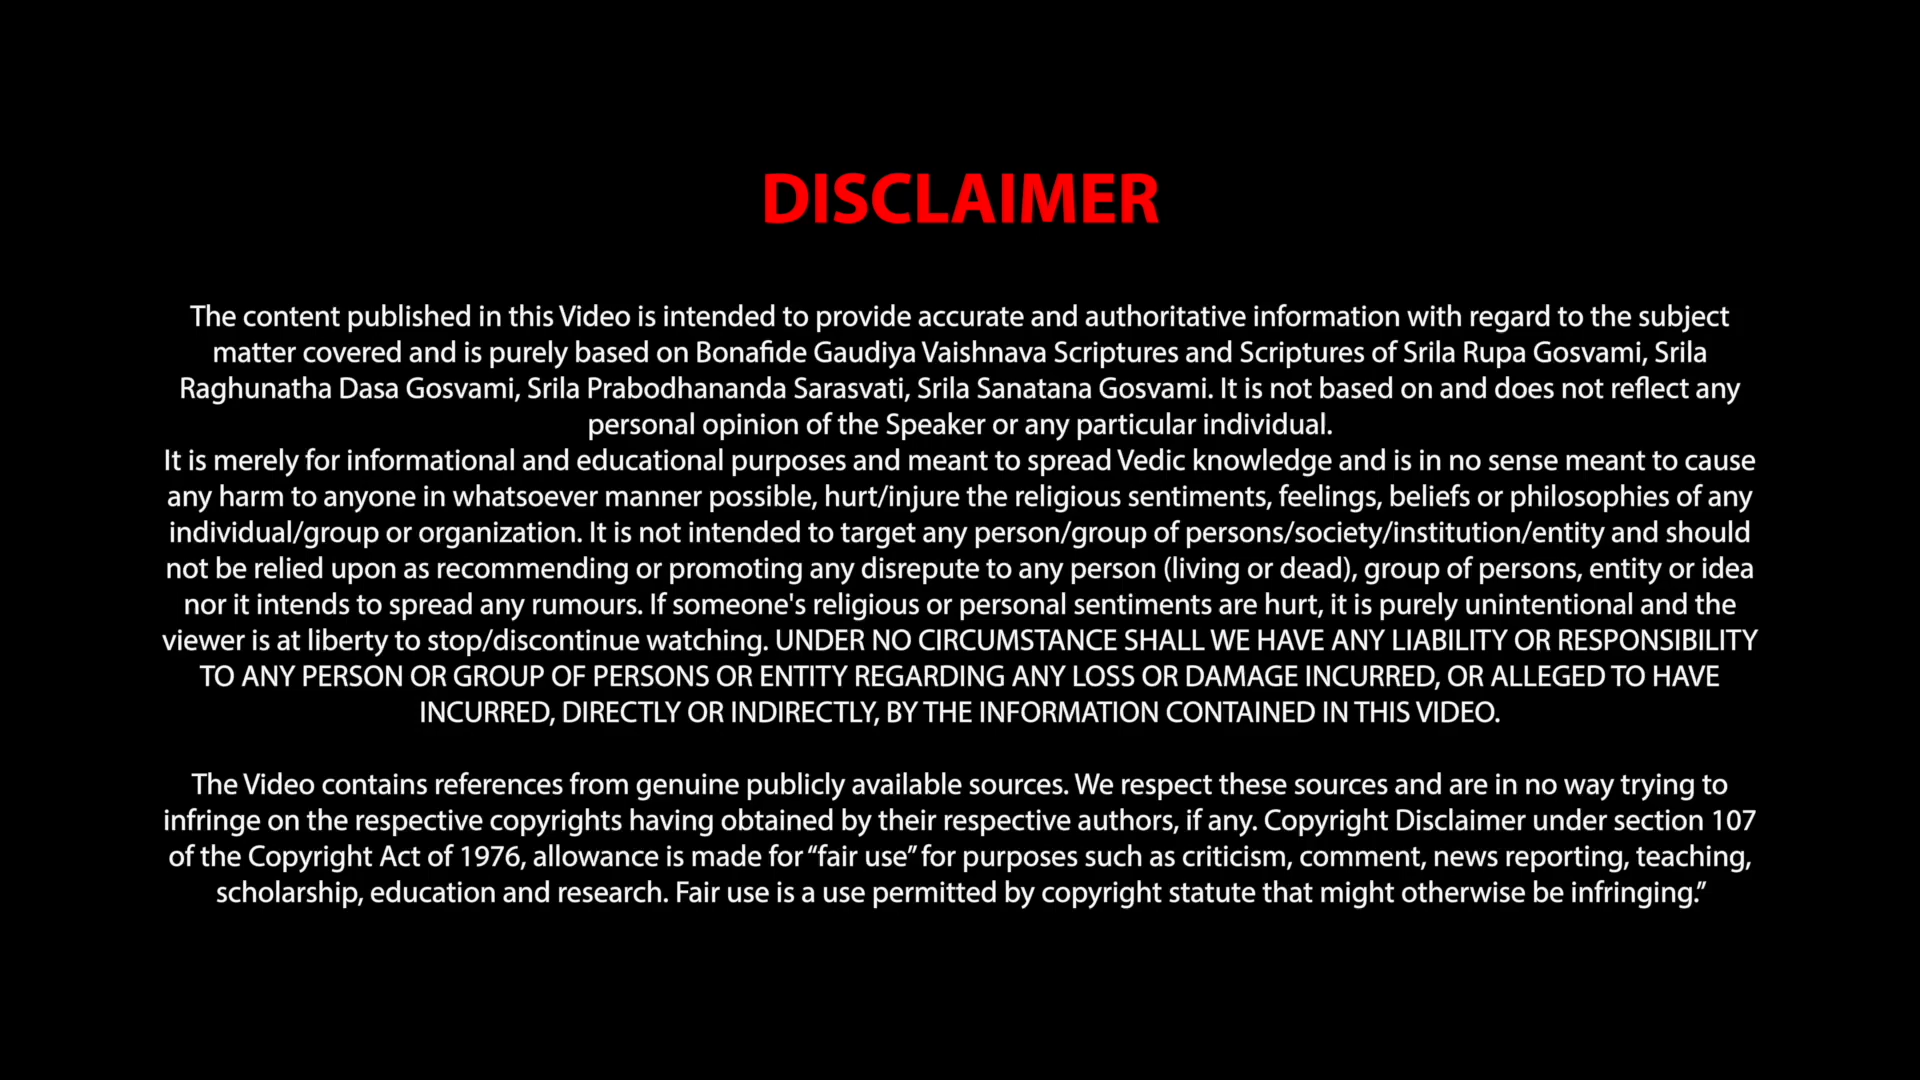 DISCLAIMER
The content published in this Video is intended to provide accurate and authoritative information with regard to the subject
matter covered and is purely based on Bonafide Gaudiya Vaishnava Scriptures and Scriptures of Srila Rupa Gosvami, Srila
Raghunatha Dasa Gosvami, Srila Prabodhananda Sarasvati, Srila Sanatana Gosvami. It is not based on and does not reflect any
personal opinion of the Speaker or any particular individual.
It is merely for informational and educational purposes and meant to spread Vedic knowledge and is in no sense meant to cause
any harm to anyone in whatsoever manner possible, hurt/injure the religious sentiments, feelings, beliefs or philosophies of any
individual/group or organization. It is not intended to target any person/group of persons/society/institution/entity and should
not be relied upon as recommending or promoting any disrepute to any person (living or dead), group of persons, entity or idea
nor it intends to spread any rumours. If someone's religious or personal sentiments are hurt, it is purely unintentional and the
viewer is at liberty to stop/discontinue watching. UNDER NO CIRCUMSTANCE SHALL WE HAVE ANY LIABILITY OR RESPONSIBILITY
TO ANY PERSON OR GROUP OF PERSONS OR ENTITY REGARDING ANY LOSS OR DAMAGE INCURRED, OR ALLEGED TO HAVE
INCURRED, DIRECTLY OR INDIRECTLY, BY THE INFORMATION CONTAINED IN THIS VIDEO.
The Video contains references from genuine publicly available sources. We respect these sources and are in no way trying to
infringe on the respective copyrights having obtained by their respective authors, if any. Copyright Disclaimer under section 107
of the Copyright Act of 1976, allowance is made for “fair use” for purposes such as criticism, comment, news reporting, teaching,
scholarship, education and research. Fair use is a use permitted by copyright statute that might otherwise be infringing.”